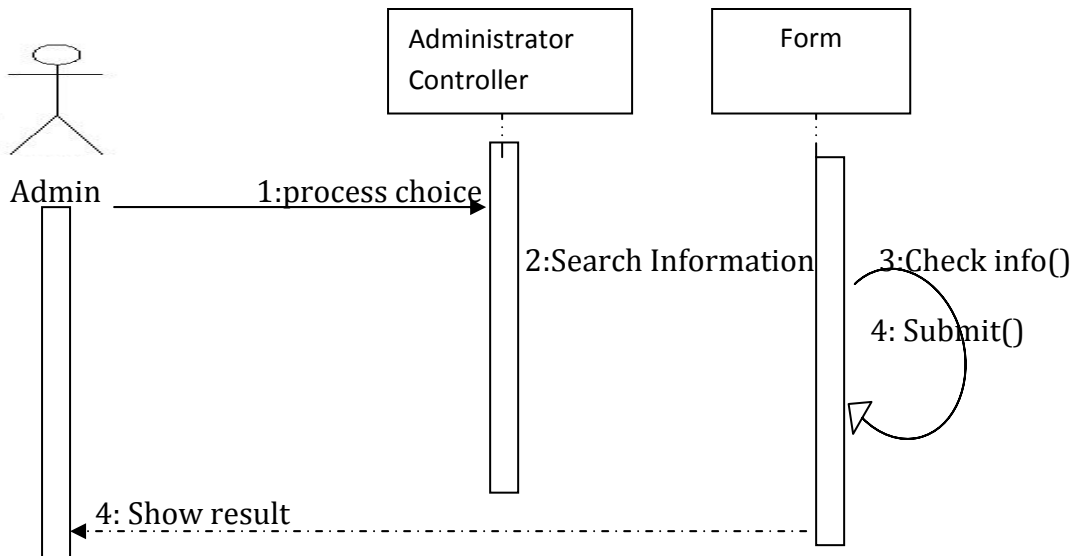 Administrator
Controller
Form
Admin
1:process choice
2:Search Information
3:Check info()
4: Submit()
4: Show result